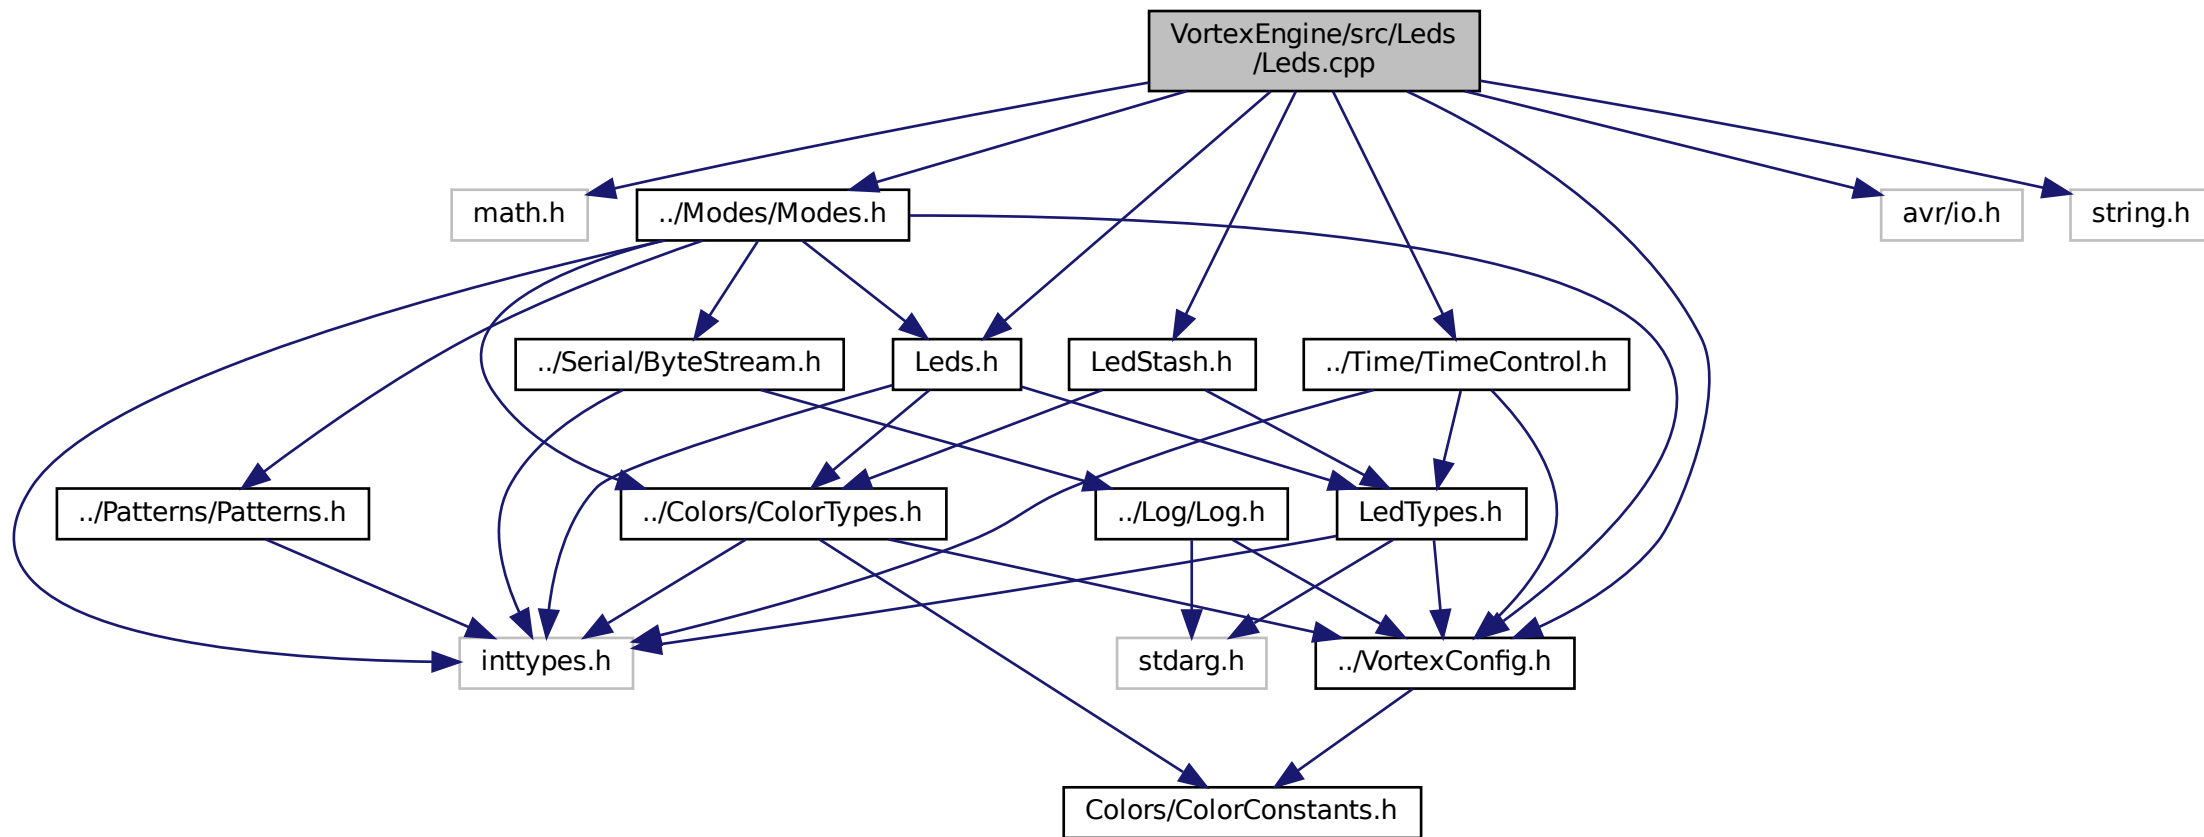 VortexEngine/src/Leds
/Leds.cpp
math.h
../Modes/Modes.h
avr/io.h
string.h
../Serial/ByteStream.h
Leds.h
LedStash.h
../Time/TimeControl.h
../Patterns/Patterns.h
../Colors/ColorTypes.h
../Log/Log.h
LedTypes.h
inttypes.h
stdarg.h
../VortexConfig.h
Colors/ColorConstants.h